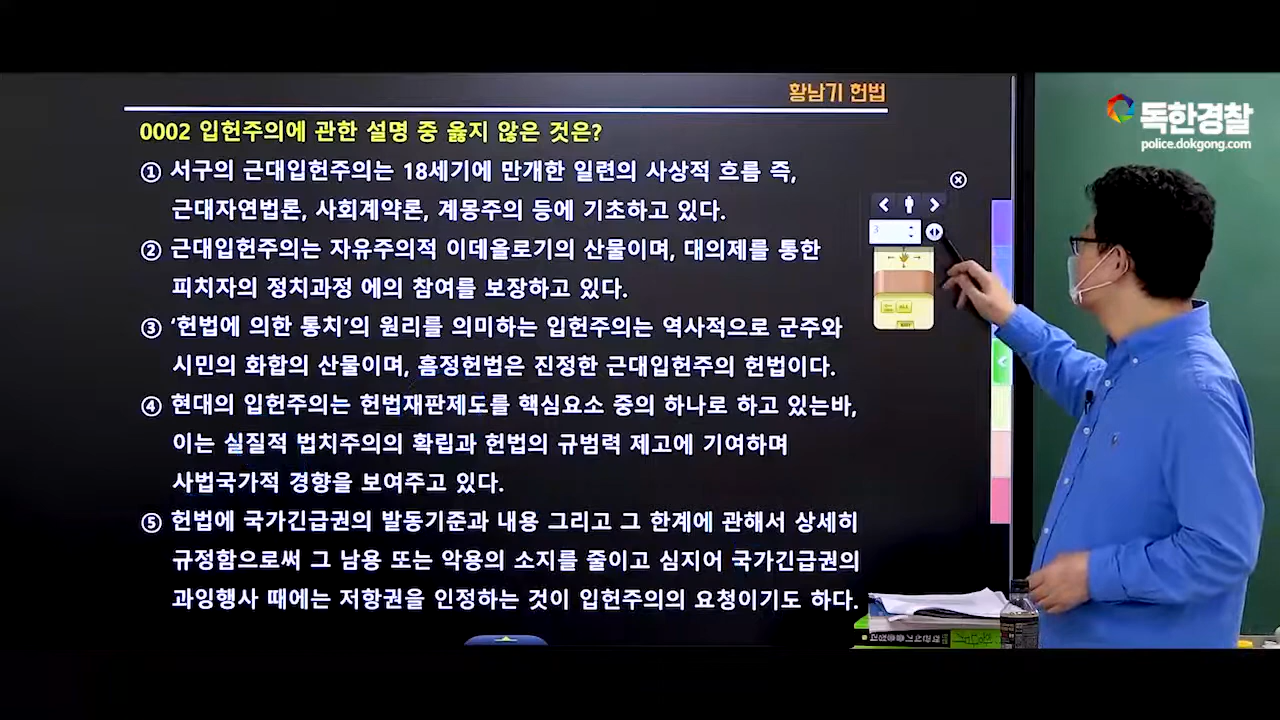 황남기 헌법
독한경찰
police.dokgong.com
0002 입헌주의에 관한 설명 중 옳지 않은 것은?
① 서구의 근대입헌주의는 18세기에 만개한 일련의 사상적 흐름 즉,
근대자연법론, 사회계약론, 계몽주의 등에 기초하고 있다.
② 근대입헌주의는 자유주의적 이데올로기의 산물이며, 대의제를 통한
피치자의 정치과정 에의 참여를 보장하고 있다.
③ '헌법에 의한 통치'의 원리를 의미하는 입헌주의는 역사적으로 군주와
시민의 화합의 산물이며, 흠정헌법은 진정한 근대입헌주의 헌법이다.
④ 현대의 입헌주의는 헌법재판제도를 핵심요소 중의 하나로 하고 있는바,
이는 실질적 법치주의의 확립과 헌법의 규범력 제고에 기여하며
사법국가적 경향을 보여주고 있다.
⑤ 헌법에 국가긴급권의 발동기준과 내용 그리고 그 한계에 관해서 상세히
규정함으로써 그 남용 또는 악용의 소지를 줄이고 심지어 국가긴급권의
과잉행사 때에는 저항권을 인정하는 것이 입헌주의의 요청이기도 하다.
3